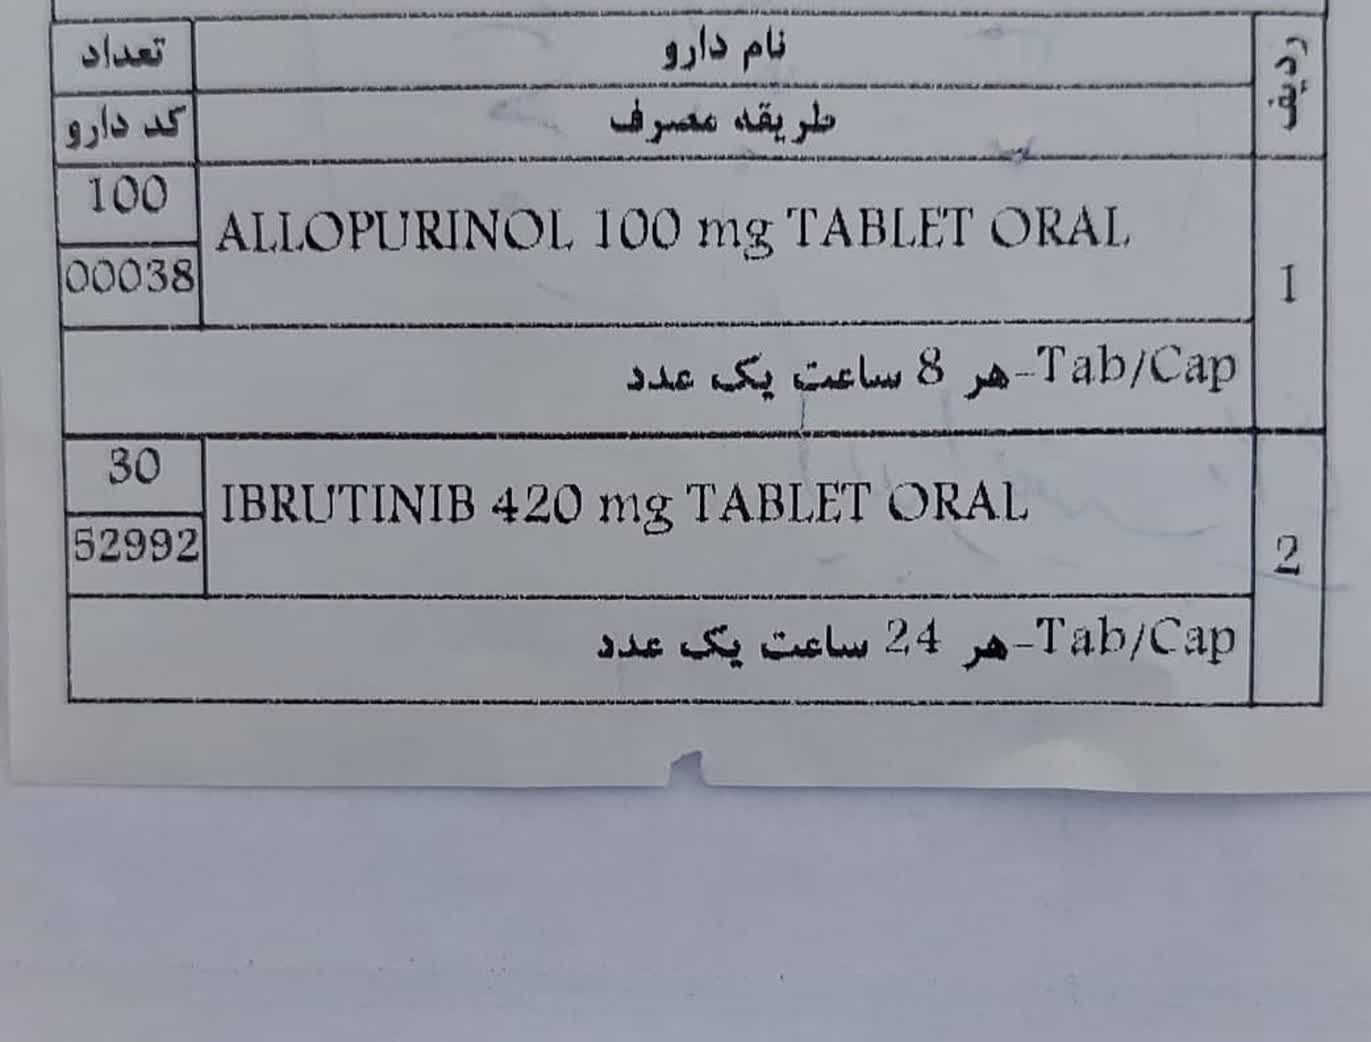 ردیف
نام دارو
تعداد
طریقه مصرف
کد دارو
1
ALLOPURINOL 100 mg TABLET ORAL
100
00038
Tab/Cap-هر 8 ساعت یک عدد
2
IBRUTINIB 420 mg TABLET ORAL
30
52992
Tab/Cap-هر 24 ساعت یک عدد